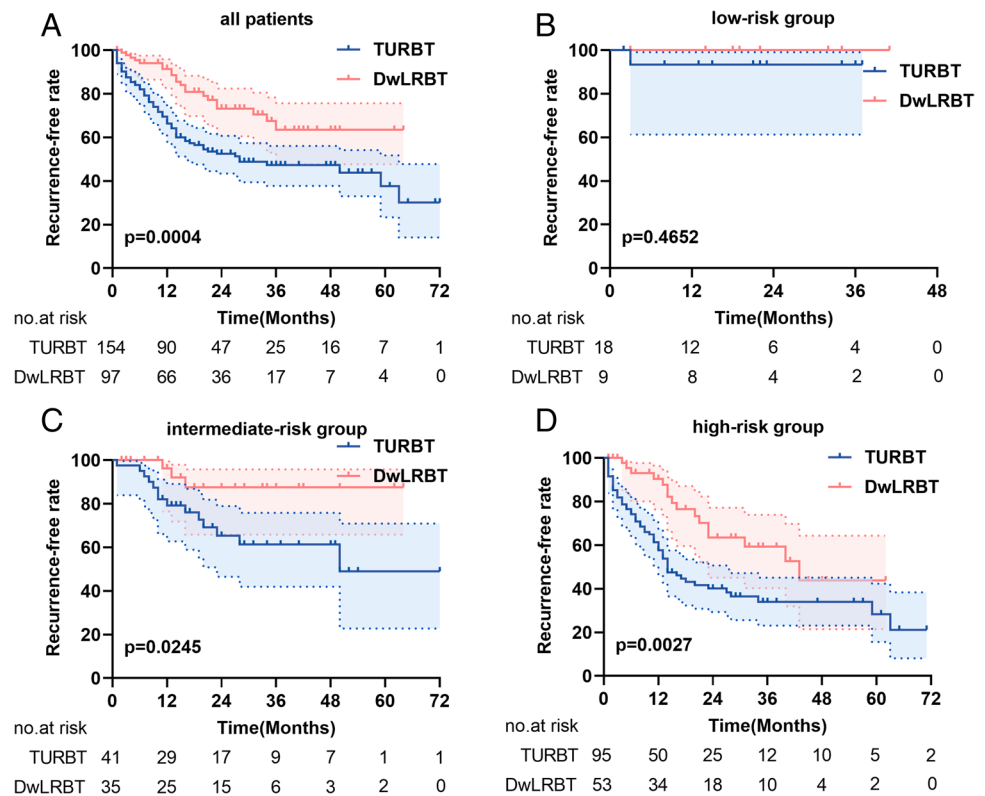 A
all patients
TURBT
DwLRBT
Recurrence-free rate
100
80
60
40
20
0
p=0.0004
0 12 24 36 48 60 72
no.at risk Time(Months)
TURBT 154 90 47 25 16 7 1
DwLRBT 97 66 36 17 7 4 0
B
low-risk group
TURBT
DwLRBT
Recurrence-free rate
100
80
60
40
20
0
p=0.4652
0 12 24 36 48
no.at risk Time(Months)
TURBT 18 12 6 4 0
DwLRBT 9 8 4 2 0
C
intermediate-risk group
TURBT
DwLRBT
Recurrence-free rate
100
80
60
40
20
0
p=0.0245
0 12 24 36 48 60 72
no.at risk Time(Months)
TURBT 41 29 17 9 7 1 1
DwLRBT 35 25 15 6 3 2 0
D
high-risk group
TURBT
DwLRBT
Recurrence-free rate
100
80
60
40
20
0
p=0.0027
0 12 24 36 48 60 72
no.at risk Time(Months)
TURBT 95 50 25 12 10 5 2
DwLRBT 53 34 18 10 4 2 0